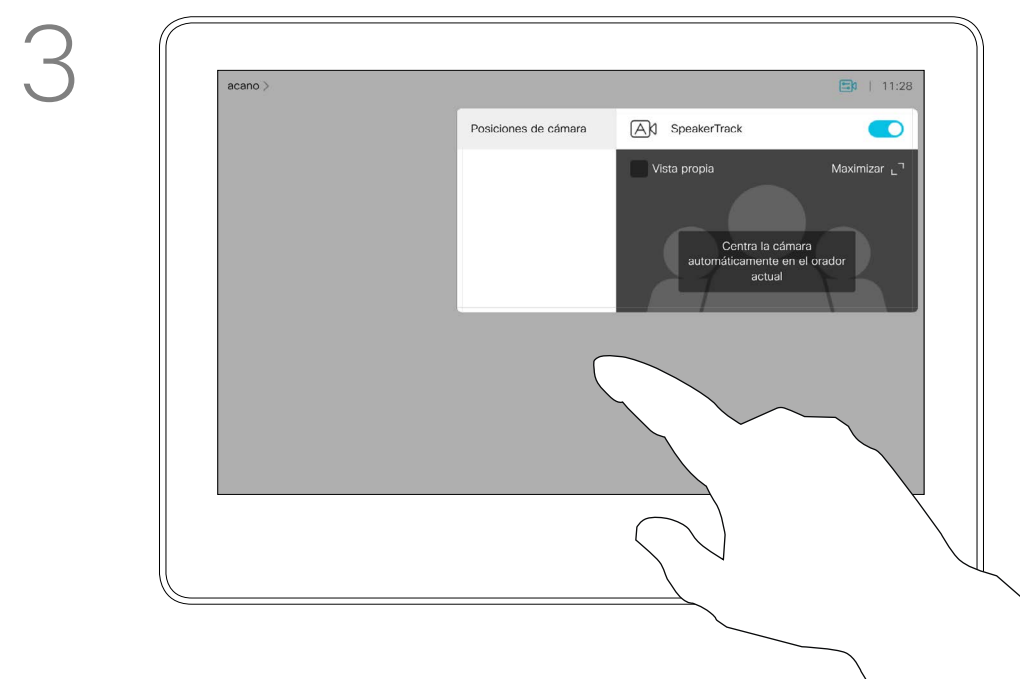 3
acano >
| 11:28
Posiciones de cámara
A SpeakerTrack
Vista propia
Maximizar
Centra la cámara
automáticamente en el orador
actual